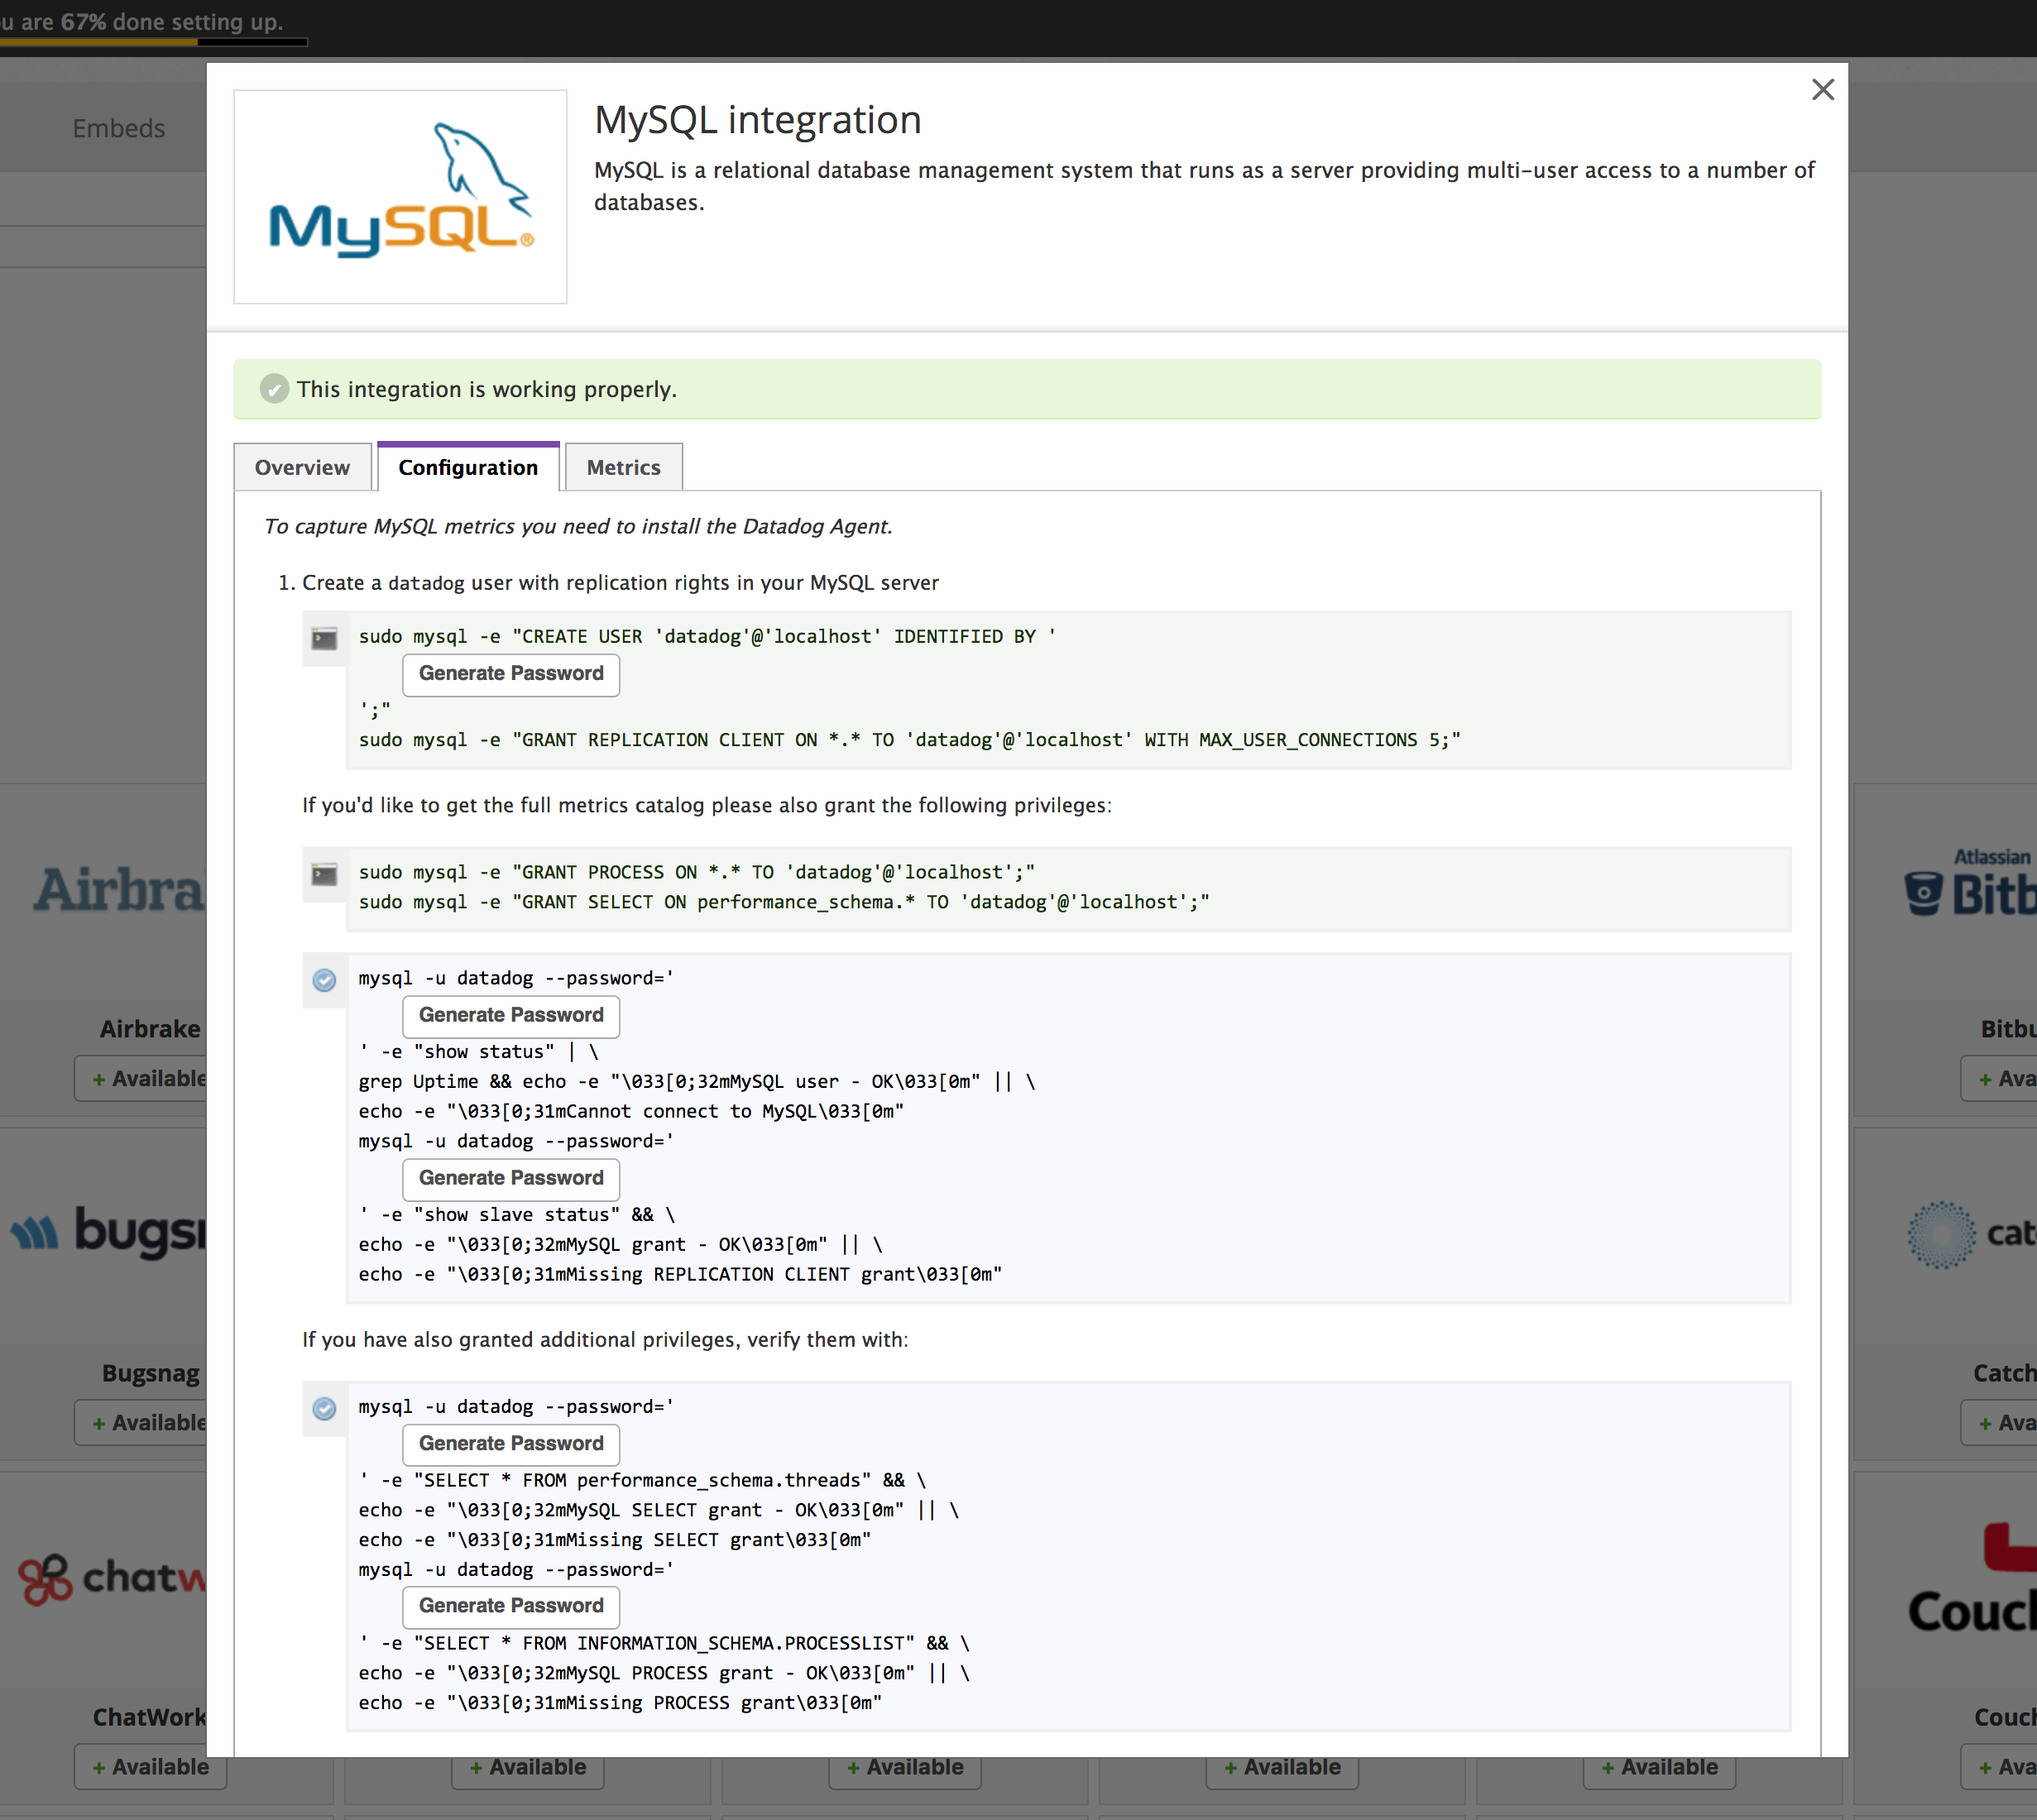 u are 67% done setting up.
Embeds
MySQL®
MySQL integration
MySQL is a relational database management system that runs as a server providing multi-user access to a number of
databases.
This integration is working properly.
Overview
Configuration
Metrics
To capture MySQL metrics you need to install the Datadog Agent.
1. Create a datadog user with replication rights in your MySQL server
sudo mysql -e "CREATE USER 'datadog'@'localhost' IDENTIFIED BY '
Generate Password
';"
sudo mysql -e "GRANT REPLICATION CLIENT ON *.* TO 'datadog'@'localhost' WITH MAX_USER_CONNECTIONS 5;"
If you'd like to get the full metrics catalog please also grant the following privileges:
sudo mysql -e "GRANT PROCESS ON *.* TO 'datadog'@'localhost';"
sudo mysql -e "GRANT SELECT ON performance_schema.* TO 'datadog'@'localhost';"
mysql -u datadog --password='
Generate Password
' -e "show status" | \
grep Uptime && echo -e "\033[0;32mMySQL user - OK\033[0m" || \
echo -e "\033[0;31mCannot connect to MySQL\033[0m"
mysql -u datadog --password='
Generate Password
' -e "show slave status" && \
echo -e "\033[0;32mMySQL grant - OK\033[0m" || \
echo -e "\033[0;31mMissing REPLICATION CLIENT grant\033[0m"
If you have also granted additional privileges, verify them with:
mysql -u datadog --password='
Generate Password
' -e "SELECT * FROM performance_schema.threads" && \
echo -e "\033[0;32mMySQL SELECT grant - OK\033[0m" || \
echo -e "\033[0;31mMissing SELECT grant\033[0m"
mysql -u datadog --password='
Generate Password
' -e "SELECT * FROM INFORMATION_SCHEMA.PROCESSLIST" && \
echo -e "\033[0;32mMySQL PROCESS grant - OK\033[0m" || \
echo -e "\033[0;31mMissing PROCESS grant\033[0m"
Airbra
Airbrake
+ Available
bugsn
Bugsnag
+ Available
chatw
ChatWork
+ Available
+ Available
+ Available
+ Available
+ Available
Atlassian
Bitb
Bitbu
+ Ava
cat
Catch
+ Ava
Couch
Couch
+ Ava